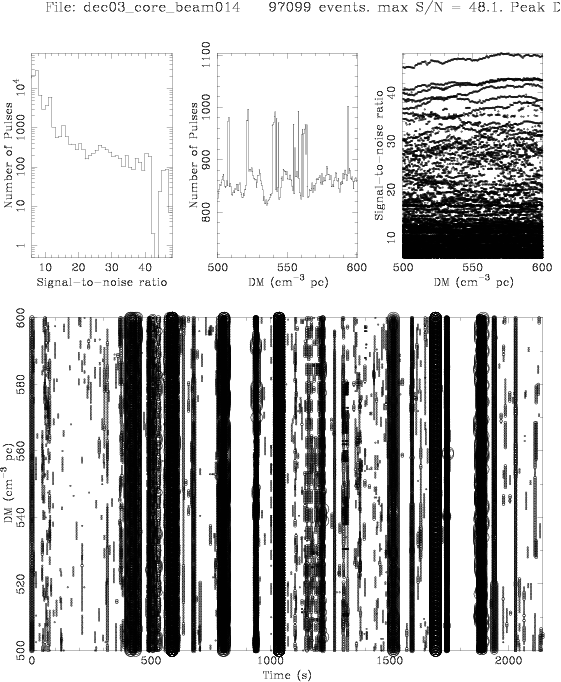 File: dec03_core_beam014 97099 events. max S/N = 48.1. Peak D
Number of Pulses
10⁴
1000
100
10
1
10 20 30 40
Signal-to-noise ratio
Number of Pulses
1100
1000
900
800
500 550 600
DM (cm⁻³ pc)
Signal-to-noise ratio
40
30
20
10
500 550 600
DM (cm⁻³ pc)
DM (cm⁻³ pc)
600
580
560
540
520
500
0 500 1000 1500 2000
Time (s)